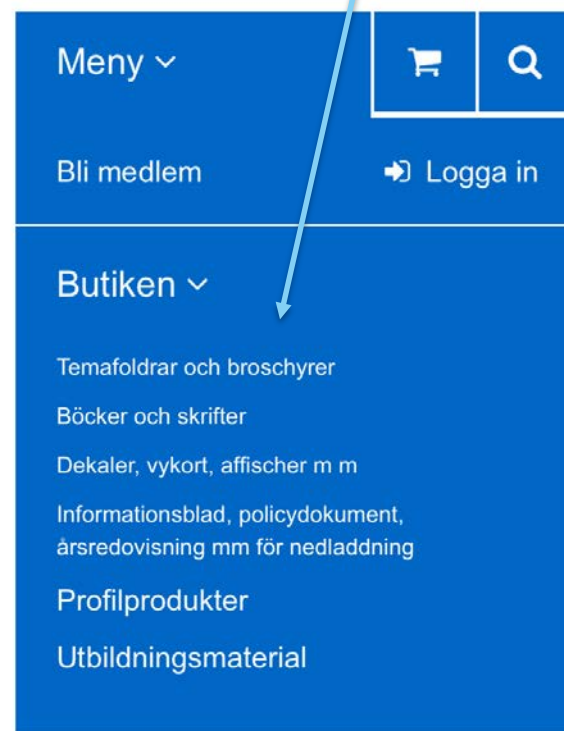 Meny
Bli medlem
Logga in
Butiken
Temafoldrar och broschyrer
Böcker och skrifter
Dekaler, vykort, affischer m m
Informationsblad, policydokument,
årsredovisning mm för nedladdning
Profilprodukter
Utbildningsmaterial